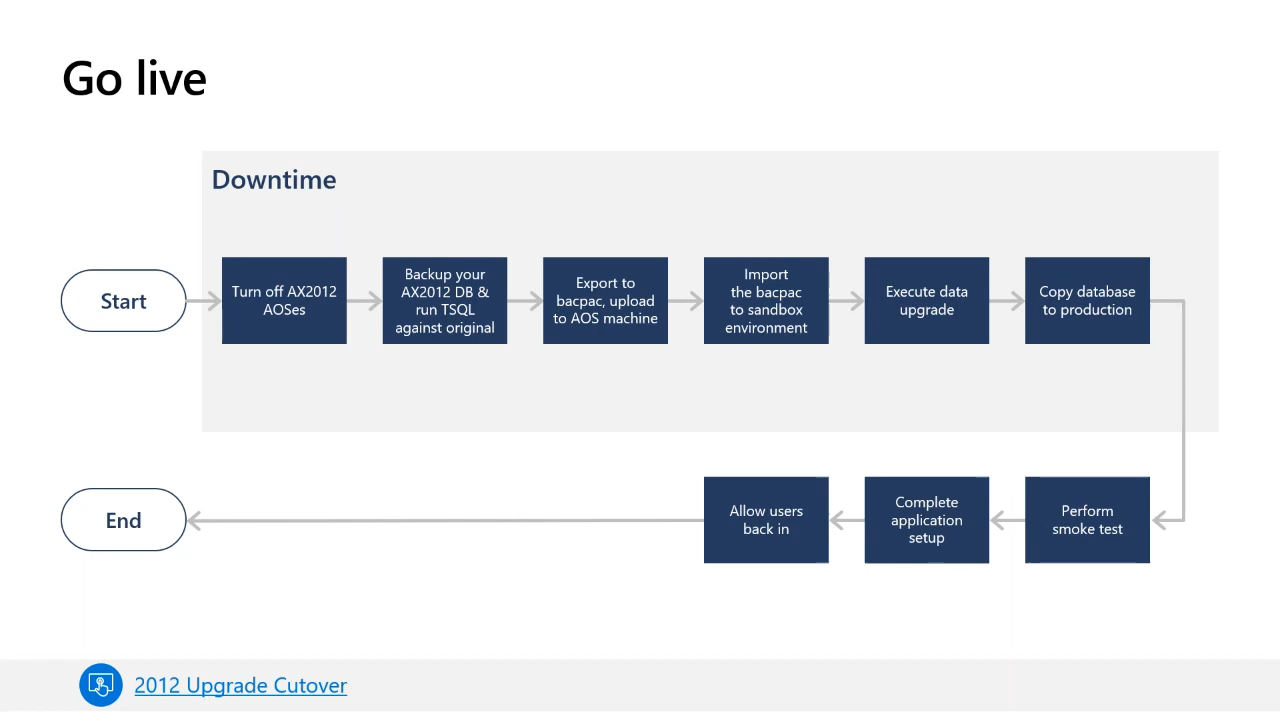 Go live
Downtime
Start
Turn off AX2012
AOSes
Backup your
AX2012 DB &
run TSQL
against original
Export to
bacpac, upload
to AOS machine
Import
the bacpac
to sandbox
environment
Execute data
upgrade
Copy database
to production
End
Allow users
back in
Complete
application
setup
Perform
smoke test
2012 Upgrade Cutover